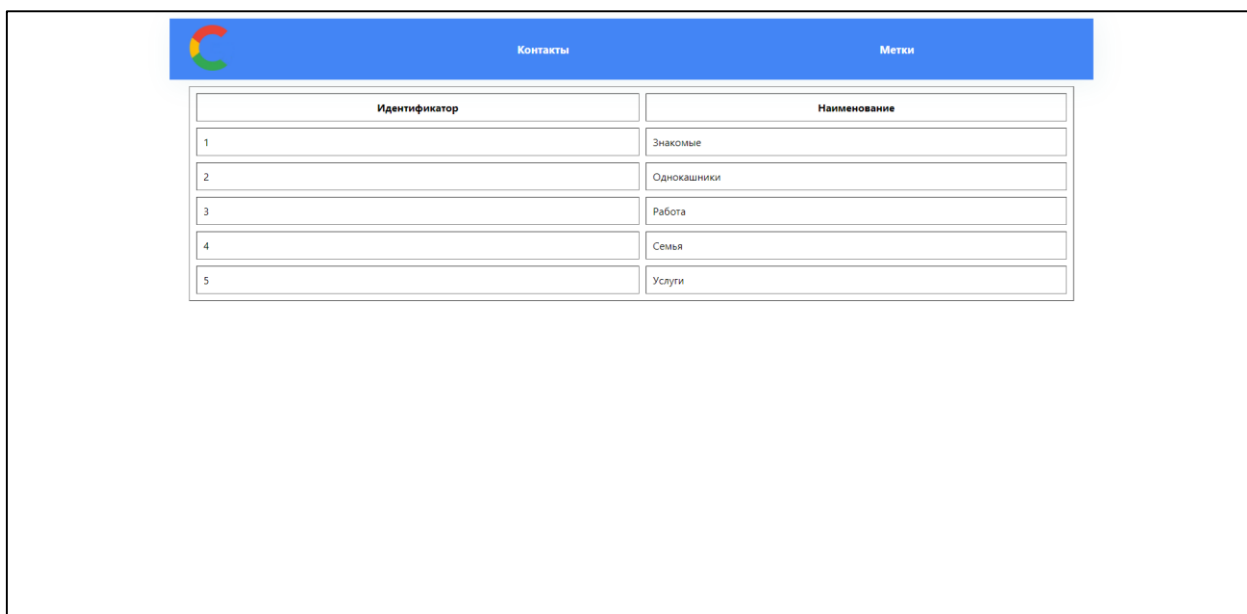 Контакты Метки
Идентификатор Наименование
1 Знакомые
2 Однокашники
3 Работа
4 Семья
5 Услуги